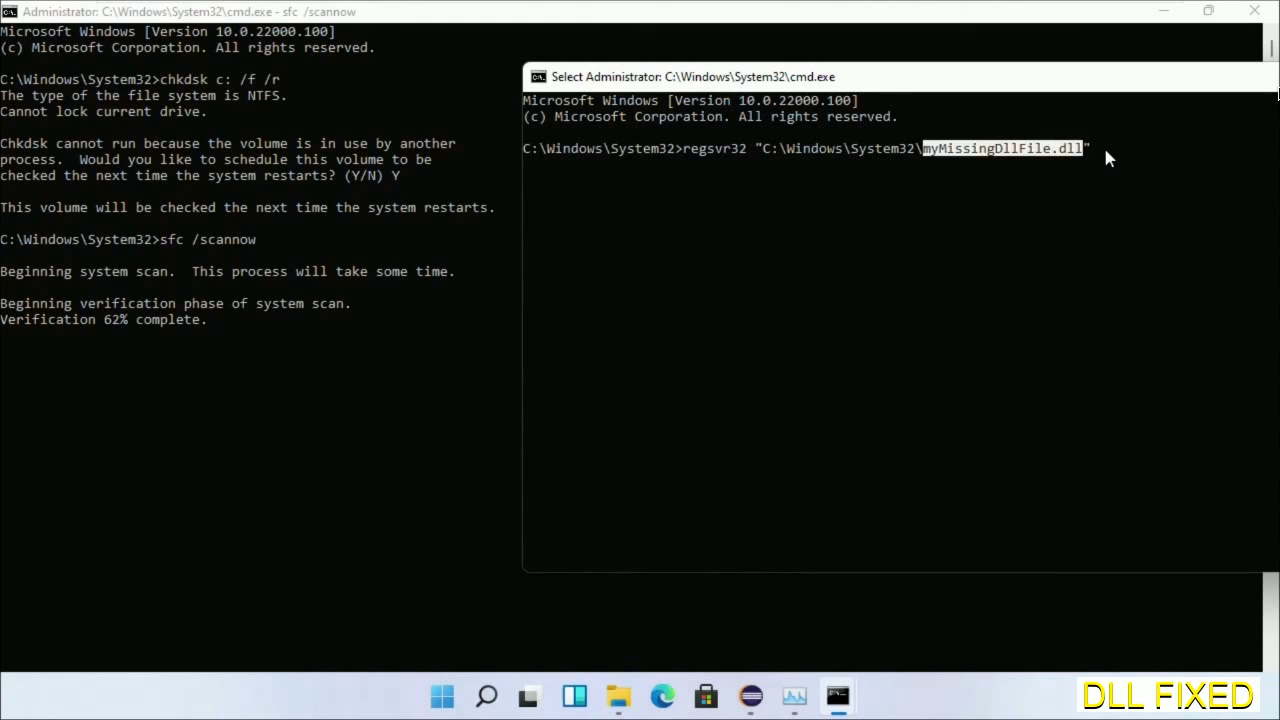 Administrator: C:\Windows\System32\cmd.exe - sfc /scannow
Microsoft Windows [Version 10.0.22000.100]
(c) Microsoft Corporation. All rights reserved.
C:\Windows\System32>chkdsk c: /f /r
The type of the file system is NTFS.
Cannot lock current drive.
Chkdsk cannot run because the volume is in use by another
process.  Would you like to schedule this volume to be
checked the next time the system restarts? (Y/N) Y
This volume will be checked the next time the system restarts.
C:\Windows\System32>sfc /scannow
Beginning system scan.  This process will take some time.
Beginning verification phase of system scan.
Verification 62% complete.
Select Administrator: C:\Windows\System32\cmd.exe
Microsoft Windows [Version 10.0.22000.100]
(c) Microsoft Corporation. All rights reserved.
C:\Windows\System32>regsvr32 "C:\Windows\System32\myMissingDllFile.dll"
DLL FIXED